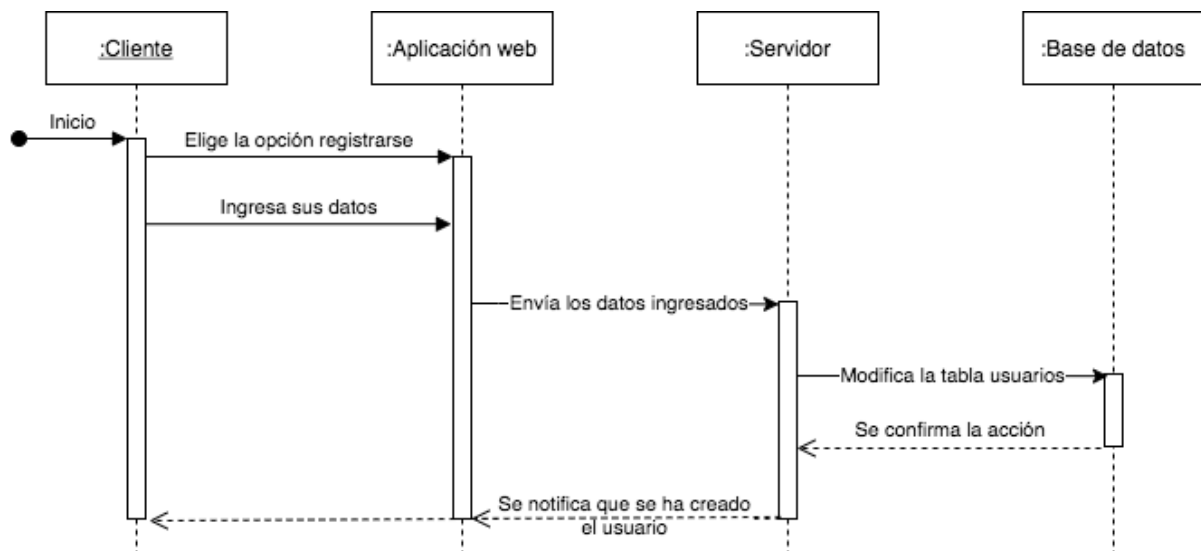 :Cliente
:Aplicación web
:Servidor
:Base de datos
Inicio
Elige la opción registrarse
Ingresa sus datos
Envía los datos ingresados
Modifica la tabla usuarios
Se confirma la acción
Se notifica que se ha creado
el usuario